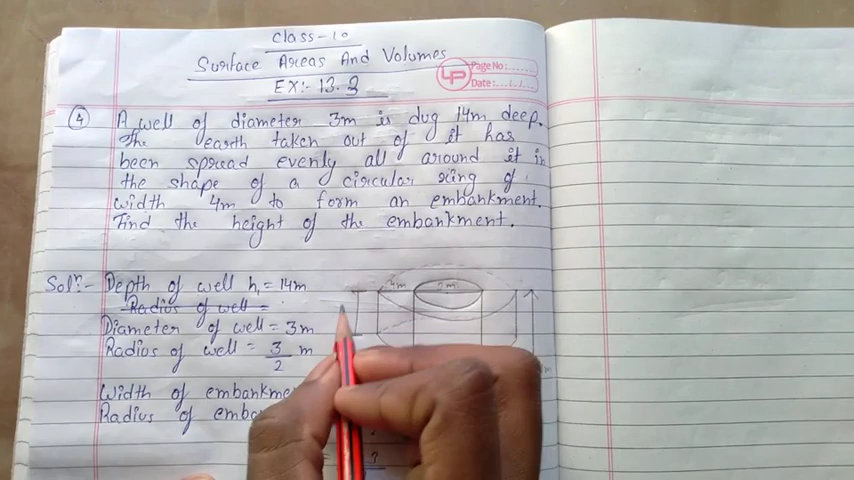 Class-10
Surface Areas And Volumes
EX:- 13.3
LP
Page No:......
Date:..../..../....
4 A well of diameter 3m is dug 14m deep.
The earth taken out of it has
been spread evenly all around it in
the shape of a circular ring of
width 4m to form an embankment.
Find the height of the embankment.
Solⁿ:- Depth of well h₁ = 14m
Radius of well =
Diameter of well = 3m
Radius of well = 3/2 m
Width of embankme
Radius of emba
4m
3m